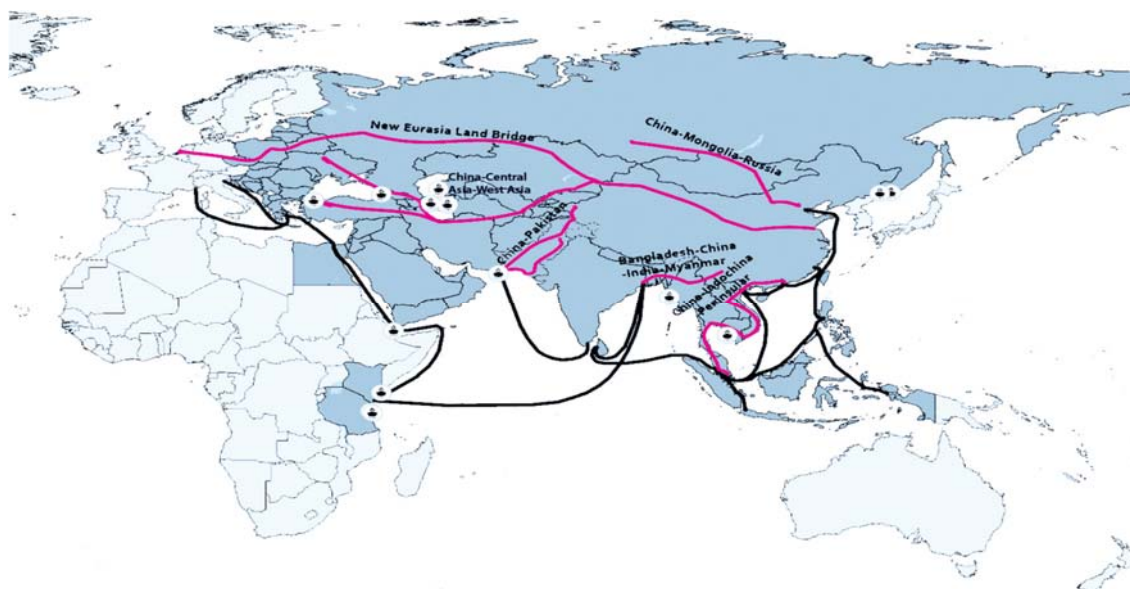 New Eurasia Land Bridge
China-Mongolia-Russia
China-Central
Asia-West Asia
China-Pakistan
Bangladesh-China
-India-Myanmar
China-Indochina
Peninsular